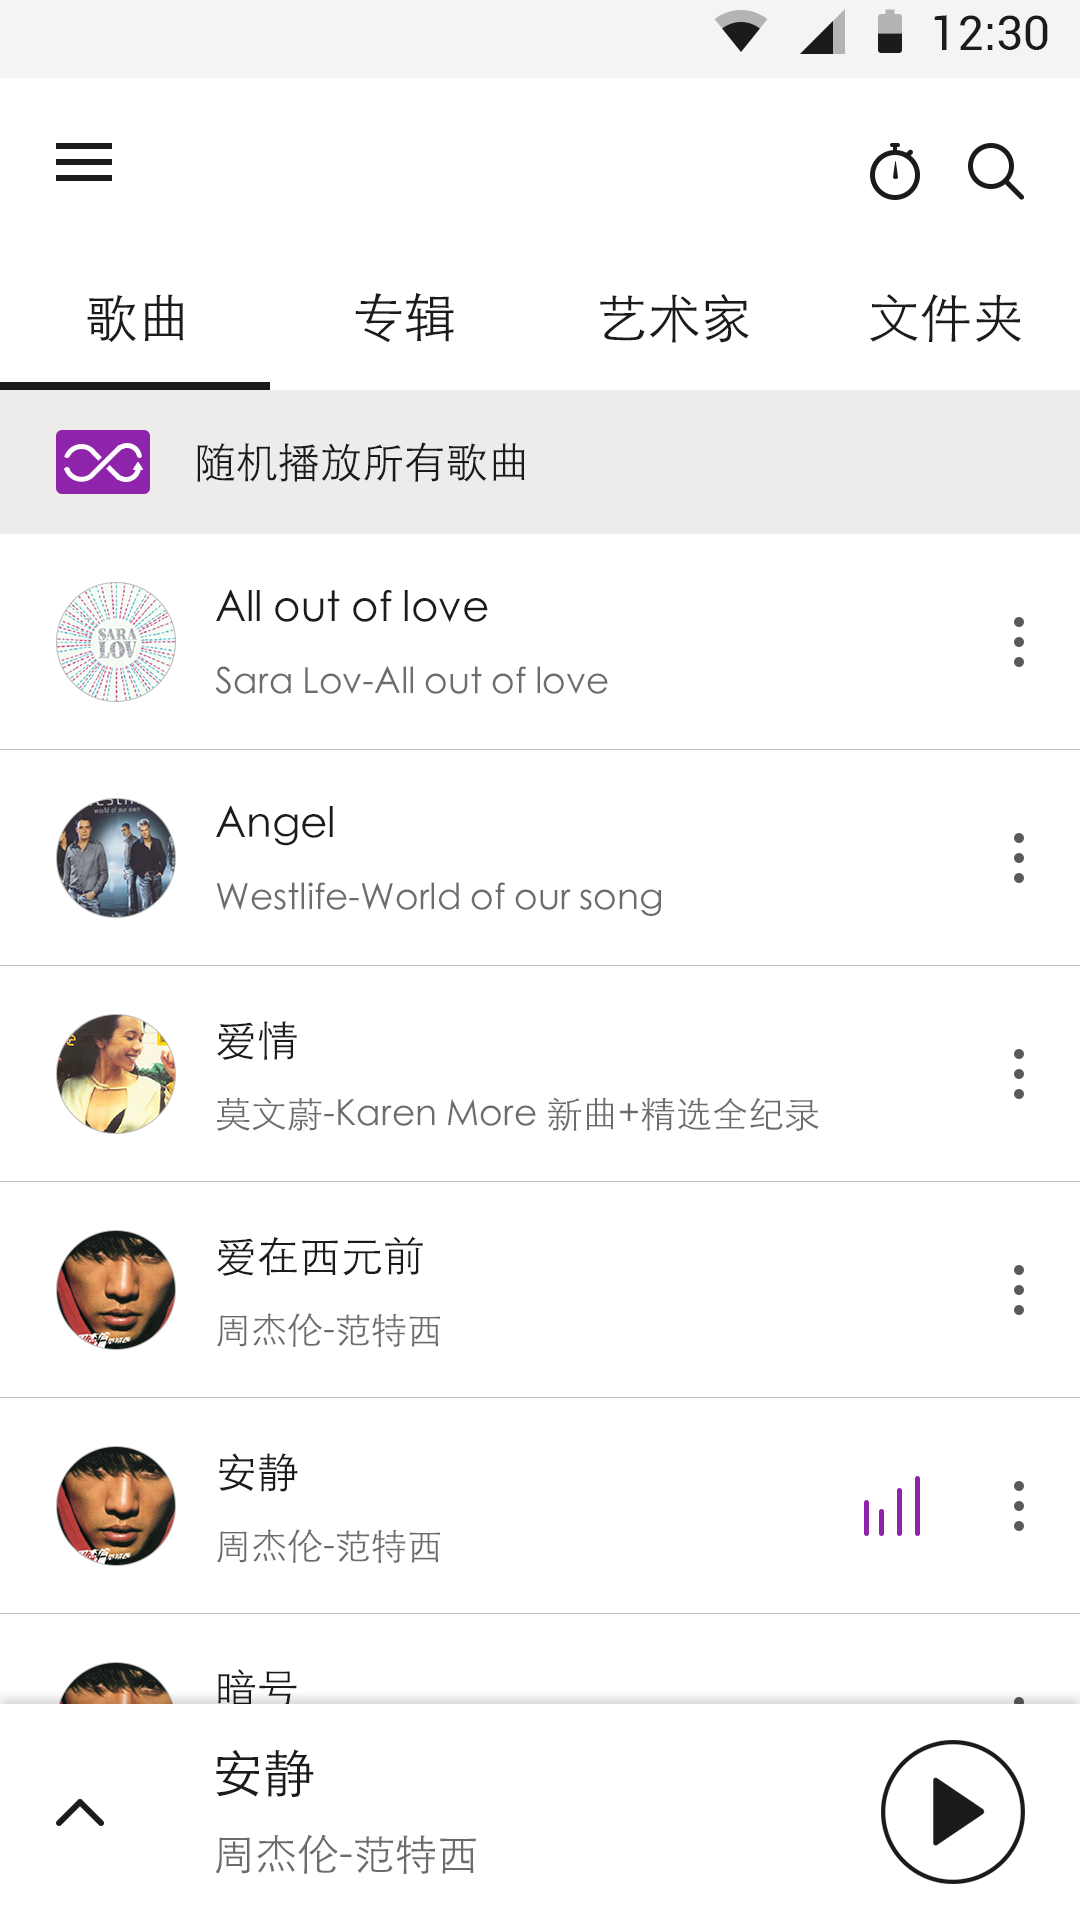 12:30
歌曲 专辑 艺术家 文件夹
随机播放所有歌曲
SARA
LOV
All out of love
Sara Lov-All out of love
world of our own
Angel
Westlife-World of our song
爱情
莫文蔚-Karen More 新曲+精选全纪录
爱在西元前
周杰伦-范特西
安静
周杰伦-范特西
暗号
安静
周杰伦-范特西